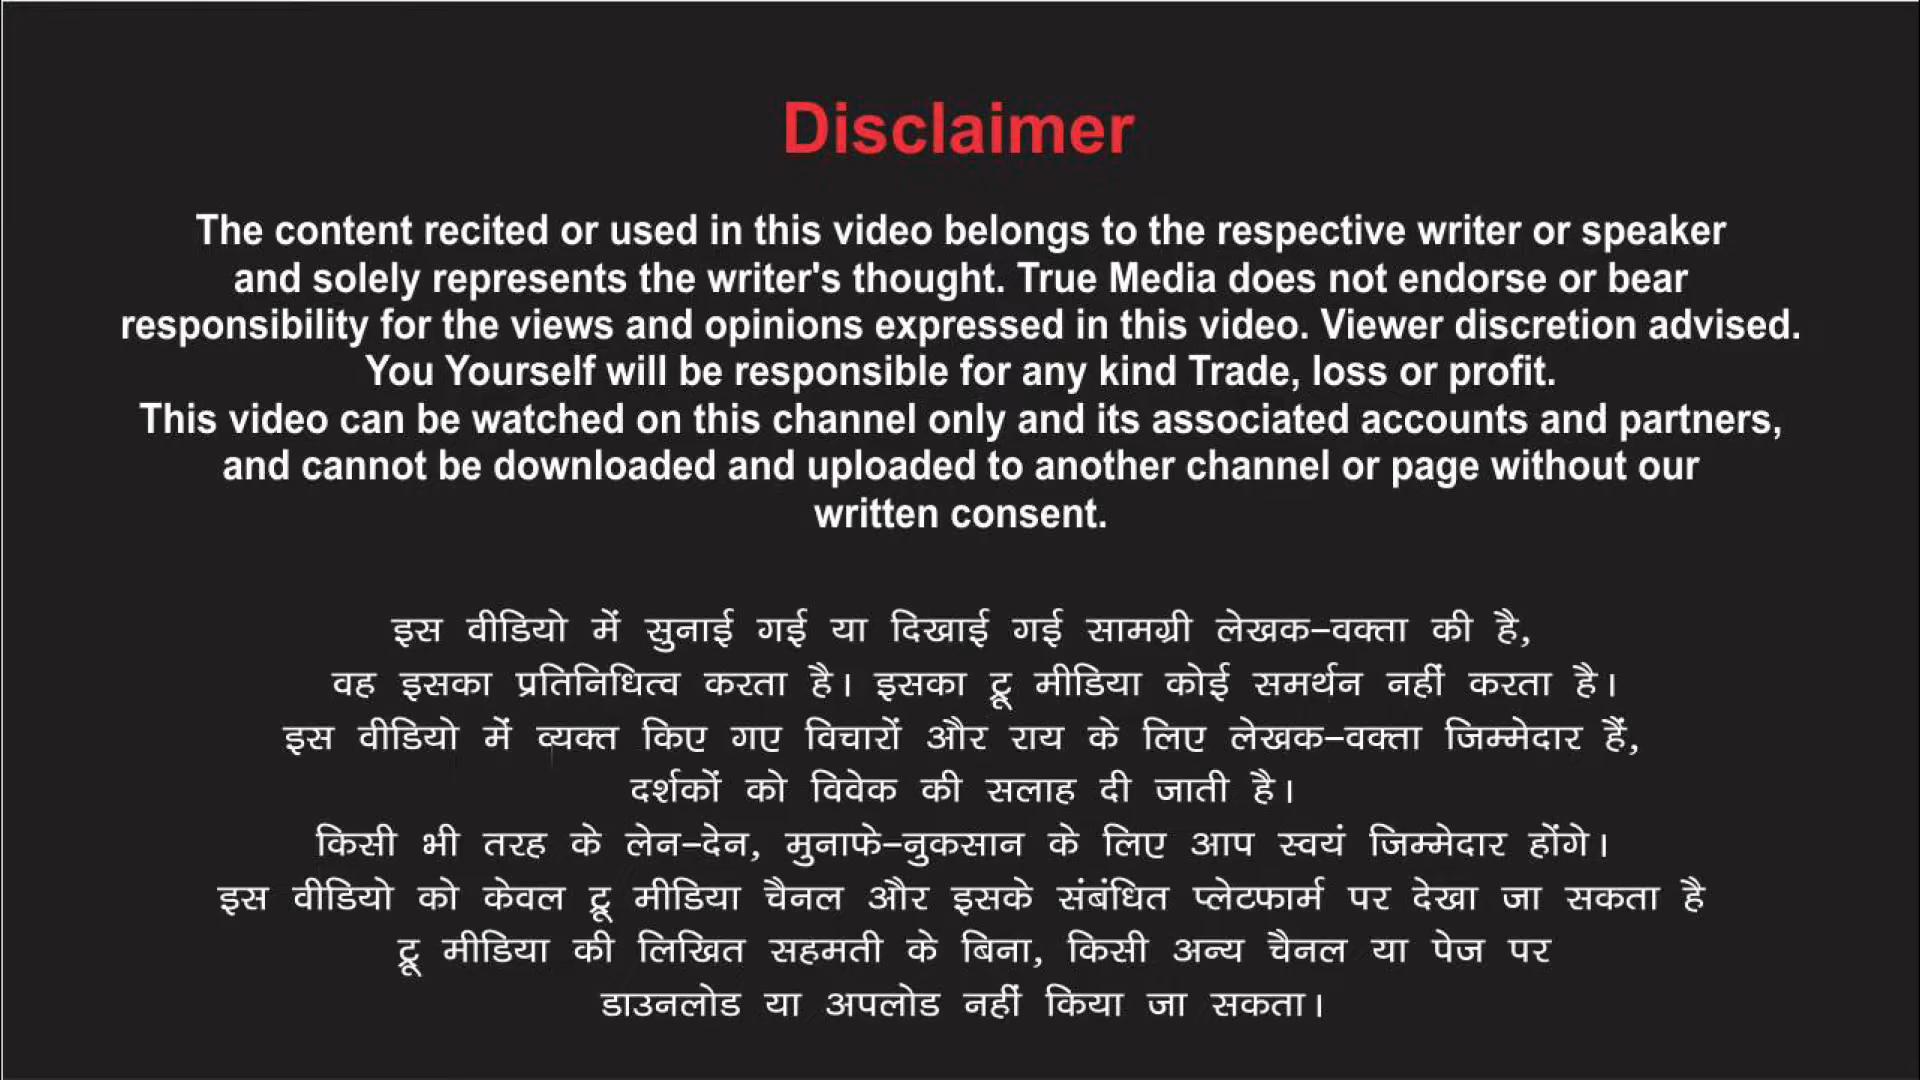 Disclaimer
The content recited or used in this video belongs to the respective writer or speaker
and solely represents the writer's thought. True Media does not endorse or bear
responsibility for the views and opinions expressed in this video. Viewer discretion advised.
You Yourself will be responsible for any kind Trade, loss or profit.
This video can be watched on this channel only and its associated accounts and partners,
and cannot be downloaded and uploaded to another channel or page without our
written consent.
इस वीडियो में सुनाई गई या दिखाई गई सामग्री लेखक–वक्ता की है,
वह इसका प्रतिनिधित्व करता है। इसका ट्रू मीडिया कोई समर्थन नहीं करता है।
इस वीडियो में व्यक्त किए गए विचारों और राय के लिए लेखक–वक्ता जिम्मेदार हैं,
दर्शकों को विवेक की सलाह दी जाती है।
किसी भी तरह के लेन–देन, मुनाफे–नुकसान के लिए आप स्वयं जिम्मेदार होंगे।
इस वीडियो को केवल ट्रू मीडिया चैनल और इसके संबंधित प्लेटफार्म पर देखा जा सकता है
ट्रू मीडिया की लिखित सहमती के बिना, किसी अन्य चैनल या पेज पर
डाउनलोड या अपलोड नहीं किया जा सकता।